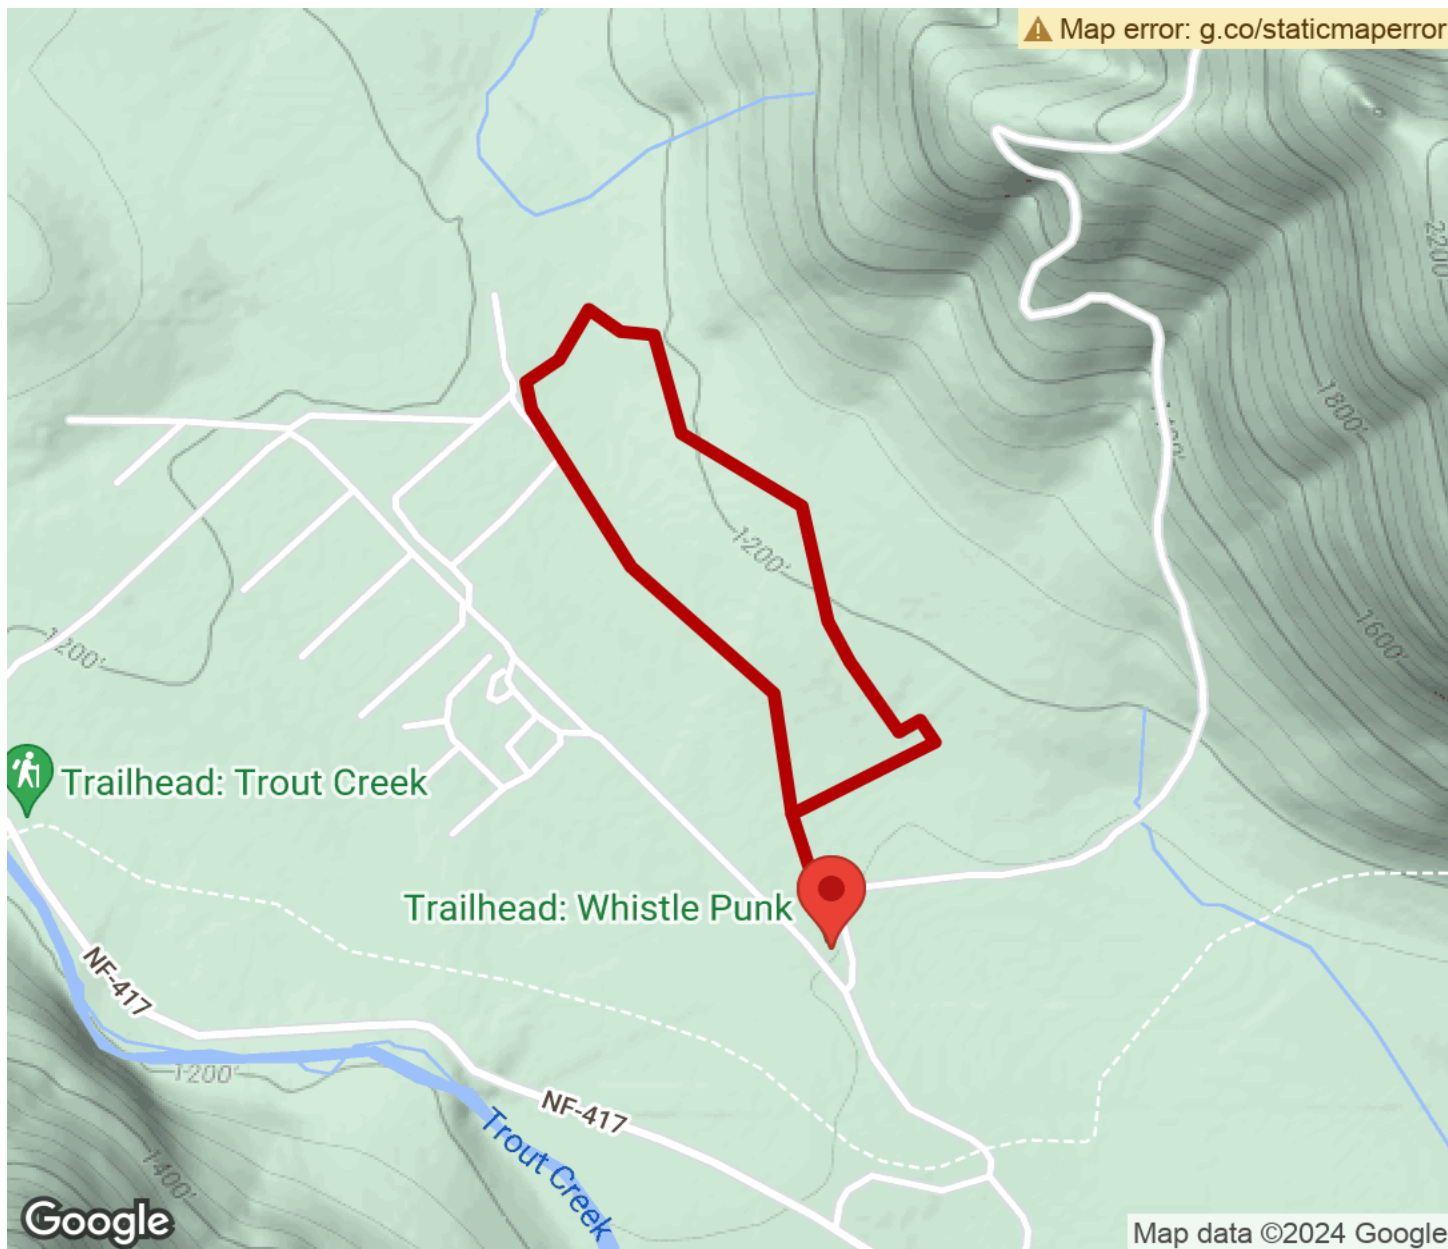 Map error: g.co/staticmaperror
2200'
1800'
1400'
1200'
1600'
1200'
Trailhead: Trout Creek
Trailhead: Whistle Punk
NF-417
1200'
NF-417
Trout Creek
1400'
Google
Map data ©2024 Google